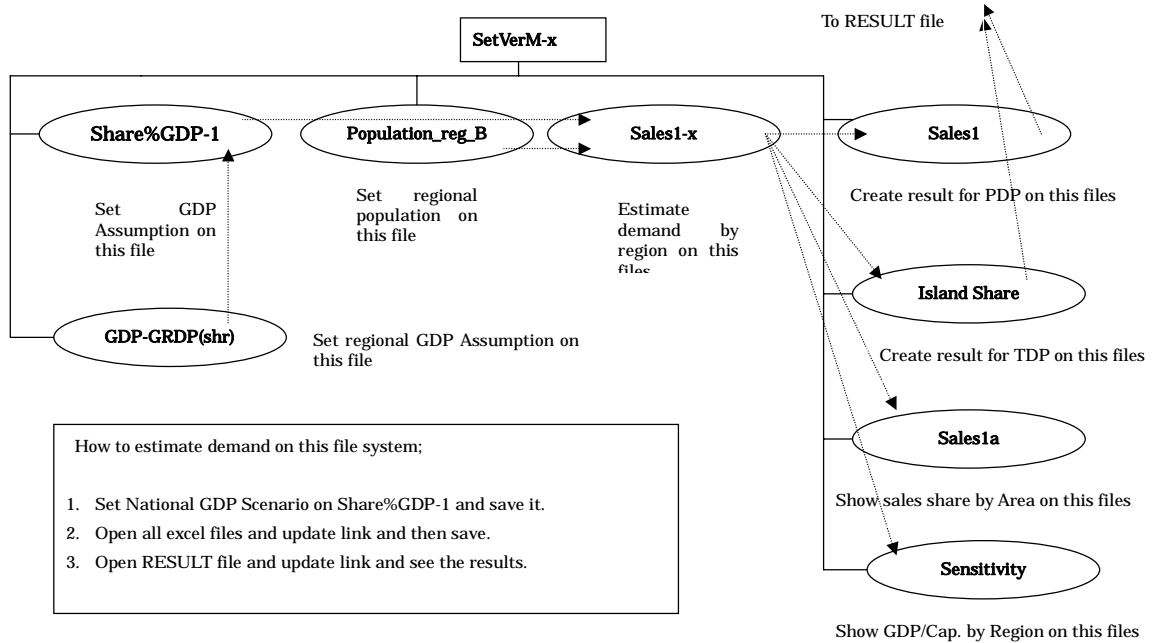 To RESULT file
SetVerM-x
Share%GDP-1
Population_reg_B
Sales1-x
Sales1
Set GDP
Assumption on
this file
Set regional
population on
this file
Estimate
demand by
region on this
files
Create result for PDP on this files
Island Share
GDP-GRDP(shr)
Set regional GDP Assumption on
this file
Create result for TDP on this files
How to estimate demand on this file system;
1. Set National GDP Scenario on Share%GDP-1 and save it.
2. Open all excel files and update link and then save.
3. Open RESULT file and update link and see the results.
Sales1a
Show sales share by Area on this files
Sensitivity
Show GDP/Cap. by Region on this files